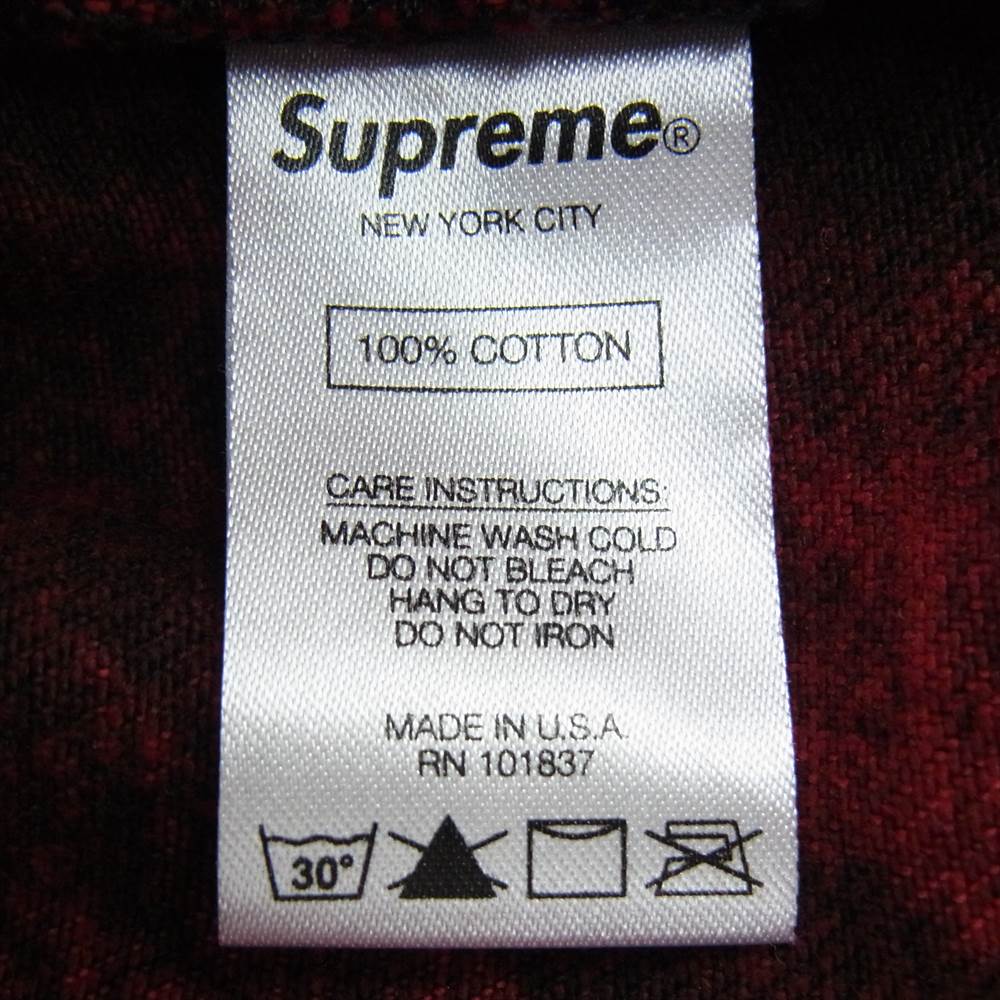 Supreme®
NEW YORK CITY
100% COTTON
CARE INSTRUCTIONS:
MACHINE WASH COLD
DO NOT BLEACH
HANG TO DRY
DO NOT IRON
MADE IN U.S.A.
RN 101837
30°